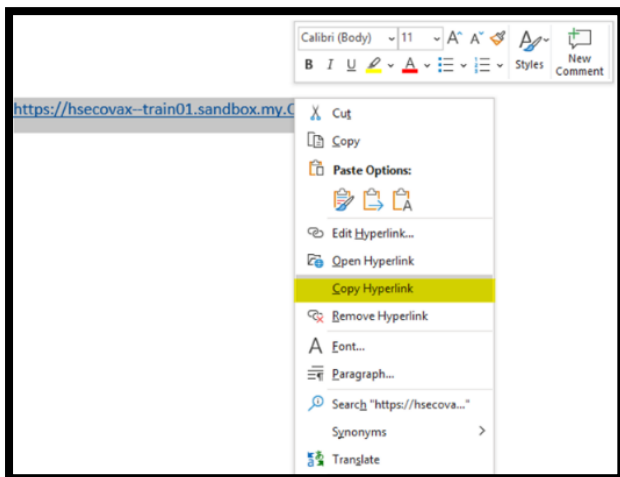 Calibri (Body) 11 A A
B I U A Styles New Comment
https://hsecovax--train01.sandbox.my.
Cut
Copy
Paste Options:
Edit Hyperlink...
Open Hyperlink
Copy Hyperlink
Remove Hyperlink
A Font...
Paragraph...
Search "https://hsecova..."
Synonyms
Translate